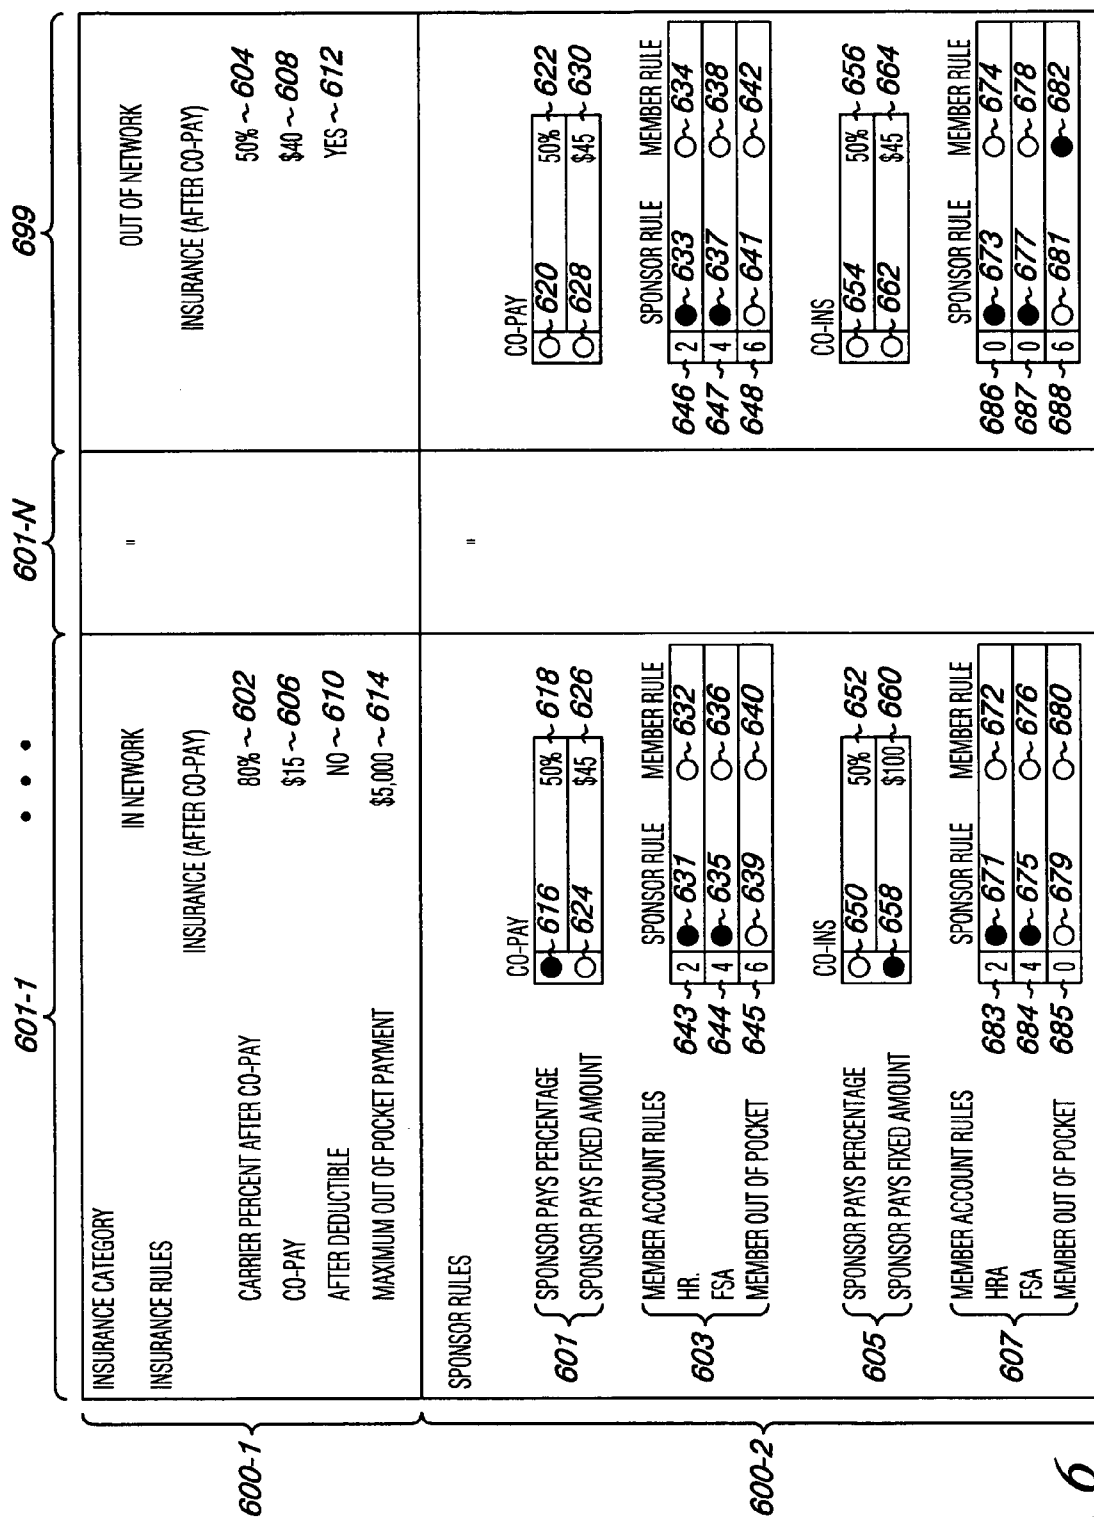 601-1
• • •
601-N
699
INSURANCE CATEGORY IN NETWORK " OUT OF NETWORK
INSURANCE RULES INSURANCE (AFTER CO-PAY) INSURANCE (AFTER CO-PAY)
CARRIER PERCENT AFTER CO-PAY 80% ~ 602 50% ~ 604
CO-PAY $15 ~ 606 $40 ~ 608
AFTER DEDUCTIBLE NO ~ 610 YES ~ 612
MAXIMUM OUT OF POCKET PAYMENT $5,000 ~ 614
600-1
SPONSOR RULES "
CO-PAY CO-PAY
601 SPONSOR PAYS PERCENTAGE ~ 616 50% ~ 618 ~ 620 50% ~ 622
SPONSOR PAYS FIXED AMOUNT ~ 624 $45 ~ 626 ~ 628 $45 ~ 630
MEMBER ACCOUNT RULES SPONSOR RULE MEMBER RULE SPONSOR RULE MEMBER RULE
603 HR. 643 ~ 2 ~ 631 ~ 632 646 ~ 2 ~ 633 ~ 634
FSA 644 ~ 4 ~ 635 ~ 636 647 ~ 4 ~ 637 ~ 638
MEMBER OUT OF POCKET 645 ~ 6 ~ 639 ~ 640 648 ~ 6 ~ 641 ~ 642
CO-INS CO-INS
605 SPONSOR PAYS PERCENTAGE ~ 650 50% ~ 652 ~ 654 50% ~ 656
SPONSOR PAYS FIXED AMOUNT ~ 658 $100 ~ 660 ~ 662 $45 ~ 664
MEMBER ACCOUNT RULES SPONSOR RULE MEMBER RULE SPONSOR RULE MEMBER RULE
607 HRA 683 ~ 2 ~ 671 ~ 672 686 ~ 0 ~ 673 ~ 674
FSA 684 ~ 4 ~ 675 ~ 676 687 ~ 0 ~ 677 ~ 678
MEMBER OUT OF POCKET 685 ~ 0 ~ 679 ~ 680 688 ~ 6 ~ 681 ~ 682
600-2
6